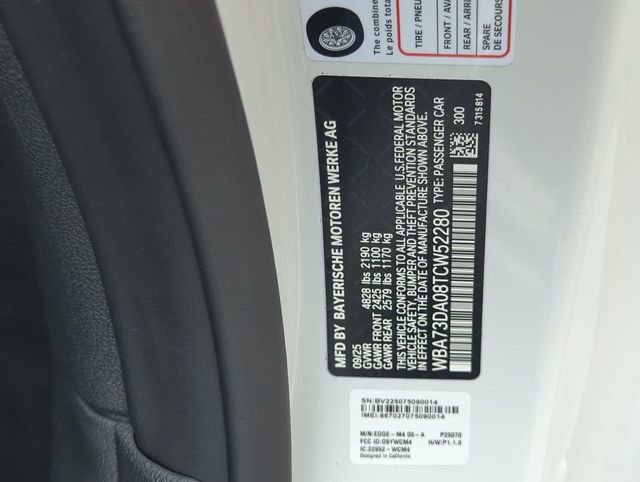 The combine
Le poids tota
TIRE / PNEU
FRONT / AVA
REAR / ARRI
SPARE
DE SECOURS
MFD BY BAYERISCHE MOTOREN WERKE AG
09/25
GVWR 4828 lbs 2190 kg
GAWR FRONT 2425 lbs 1100 kg
GAWR REAR 2579 lbs 1170 kg
THIS VEHICLE CONFORMS TO ALL APPLICABLE U.S.FEDERAL MOTOR
VEHICLE SAFETY, BUMPER, AND THEFT PREVENTION STANDARDS
IN EFFECT ON THE DATE OF MANUFACTURE SHOWN ABOVE.
WBA73DA08TCW52280 TYPE: PASSENGER CAR
300
7315814
SN:BV225075090014
IMEI:867027075090014
M/N:EDGE-M4 00-A P25070
FCC ID:O9YWCM4 H/W:P1.1.0
IC:22952-WCM4
Designed in California